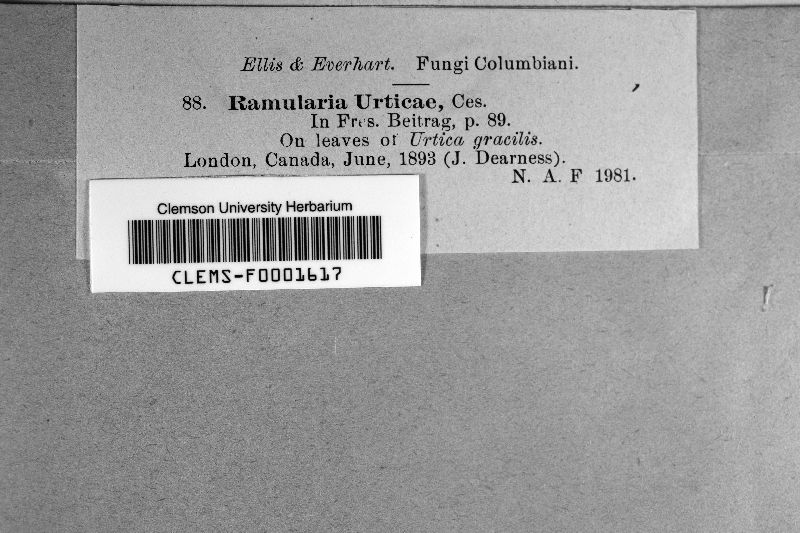 Ellis & Everhart. Fungi Columbiani.
88. Ramularia Urticae, Ces.
In Fres. Beitrag, p. 89.
On leaves of Urtica gracilis.
London, Canada, June, 1893 (J. Dearness).
N. A. F 1981.
Clemson University Herbarium
CLEMS-F0001617